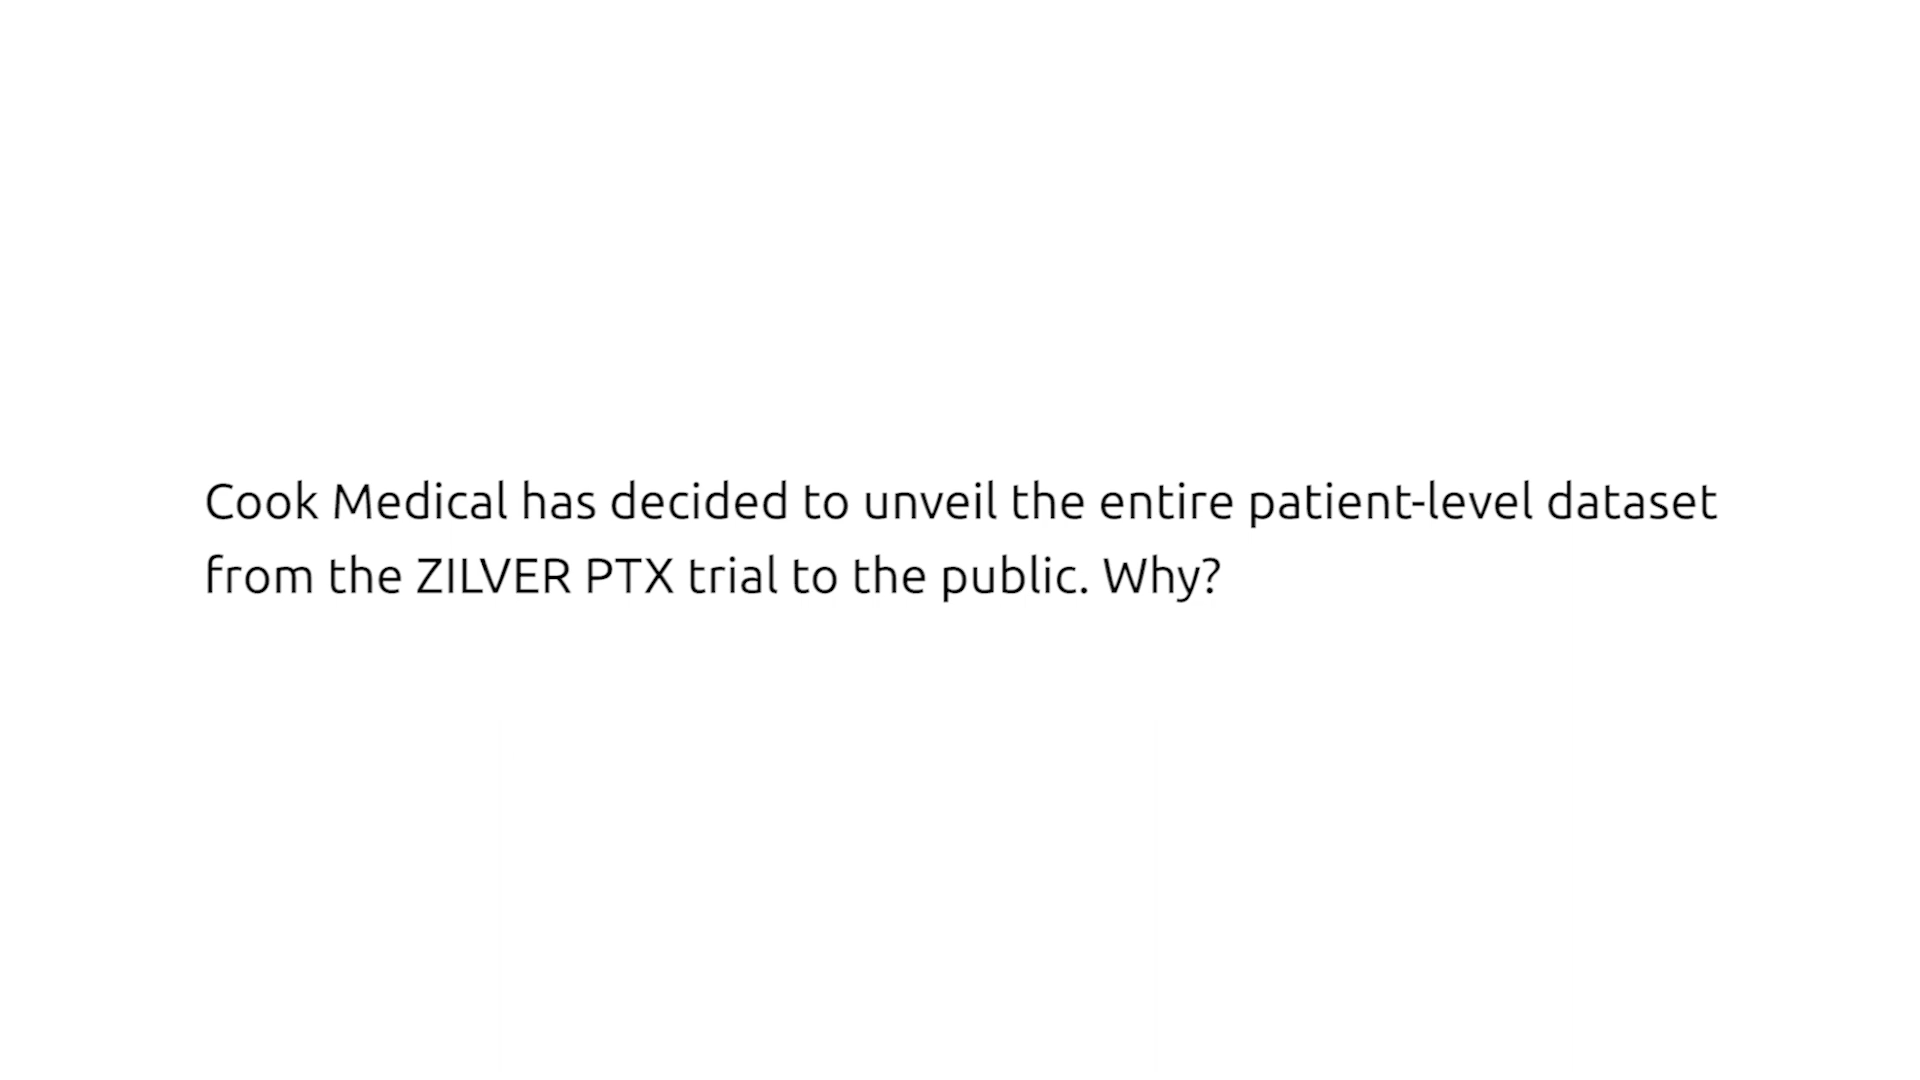 Cook Medical has decided to unveil the entire patient-level dataset
from the ZILVER PTX trial to the public. Why?